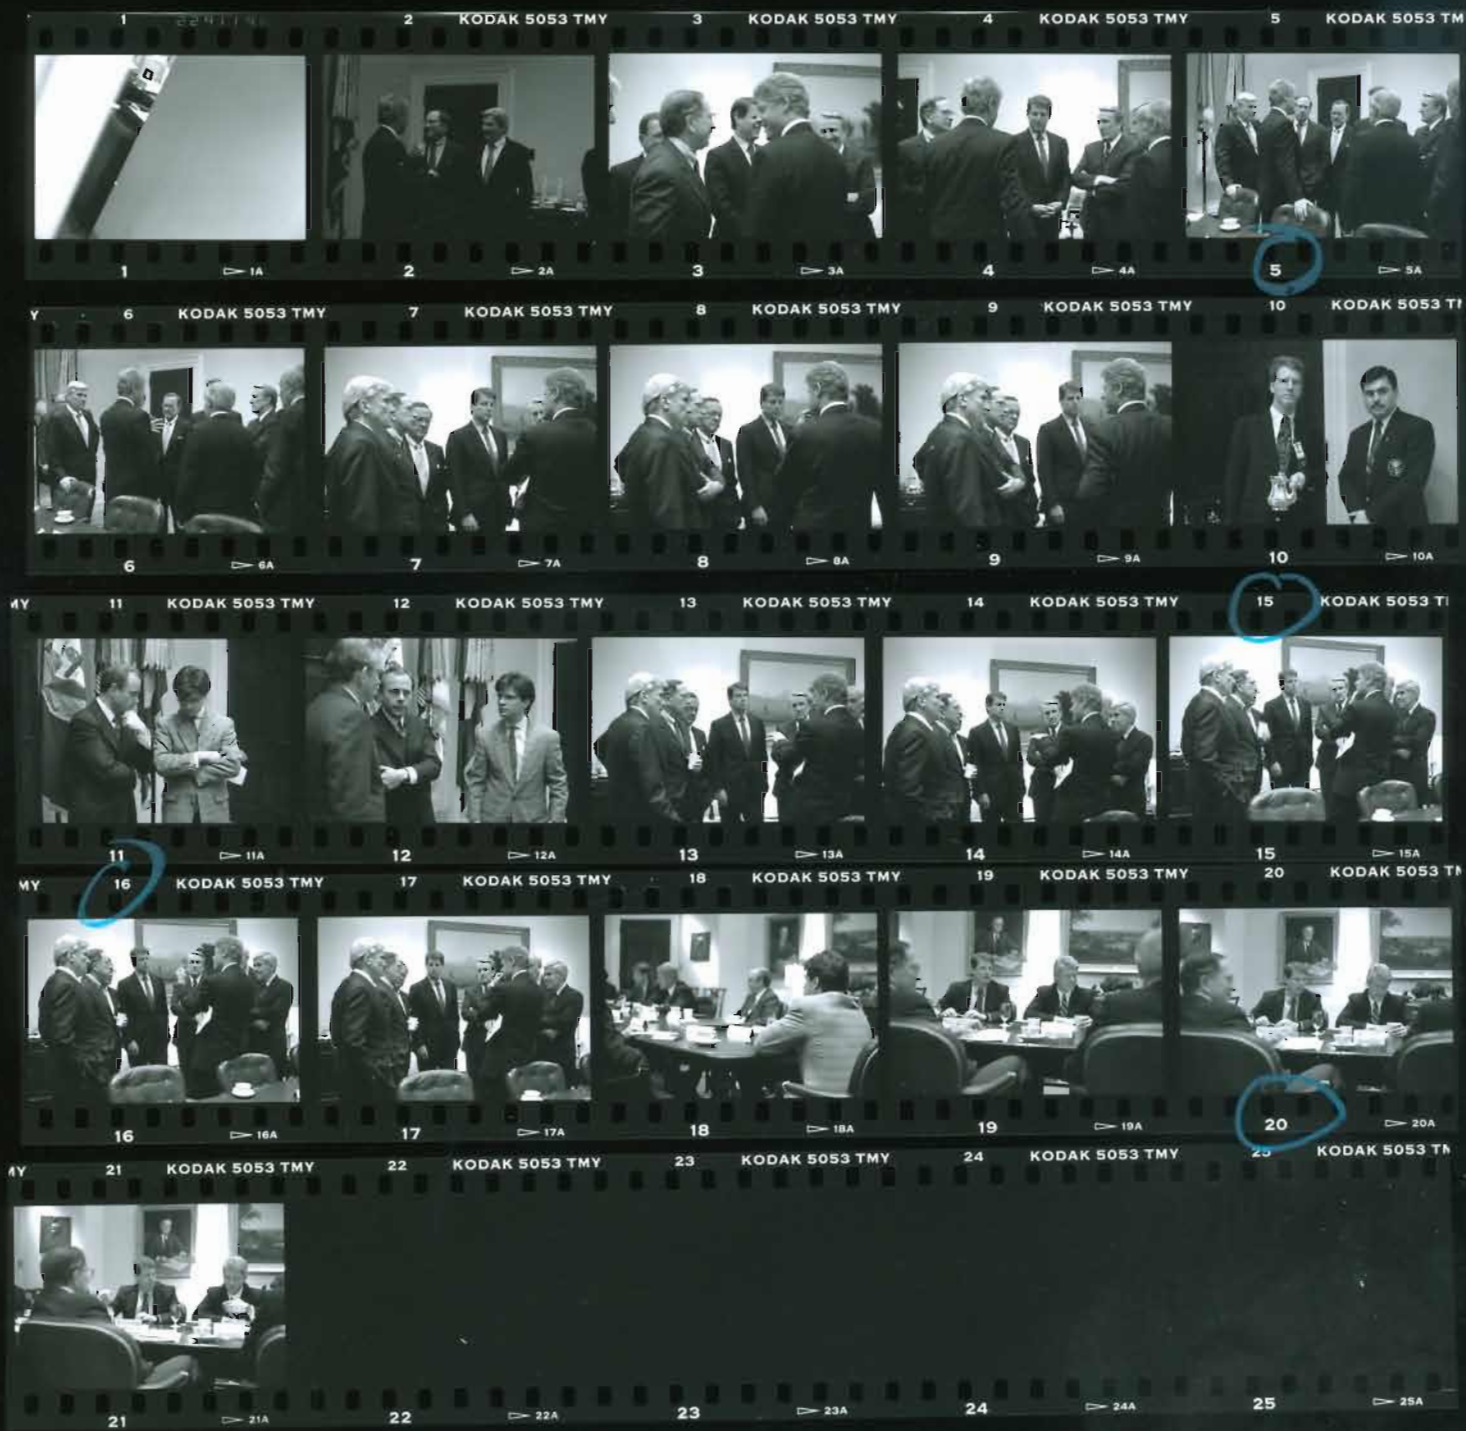 1 2 KODAK 5053 TMY 3 KODAK 5053 TMY 4 KODAK 5053 TMY 5 KODAK 5053 TM
1 ▷ 1A 2 ▷ 2A 3 ▷ 3A 4 ▷ 4A 5 ▷ 5A
Y 6 KODAK 5053 TMY 7 KODAK 5053 TMY 8 KODAK 5053 TMY 9 KODAK 5053 TMY 10 KODAK 5053 TM
6 ▷ 6A 7 ▷ 7A 8 ▷ 8A 9 ▷ 9A 10 ▷ 10A
MY 11 KODAK 5053 TMY 12 KODAK 5053 TMY 13 KODAK 5053 TMY 14 KODAK 5053 TMY 15 KODAK 5053 T
11 ▷ 11A 12 ▷ 12A 13 ▷ 13A 14 ▷ 14A 15 ▷ 15A
MY 16 KODAK 5053 TMY 17 KODAK 5053 TMY 18 KODAK 5053 TMY 19 KODAK 5053 TMY 20 KODAK 5053 TM
16 ▷ 16A 17 ▷ 17A 18 ▷ 18A 19 ▷ 19A 20 ▷ 20A
MY 21 KODAK 5053 TMY 22 KODAK 5053 TMY 23 KODAK 5053 TMY 24 KODAK 5053 TMY 25 KODAK 5053 TM
21 ▷ 21A 22 ▷ 22A 23 ▷ 23A 24 ▷ 24A 25 ▷ 25A